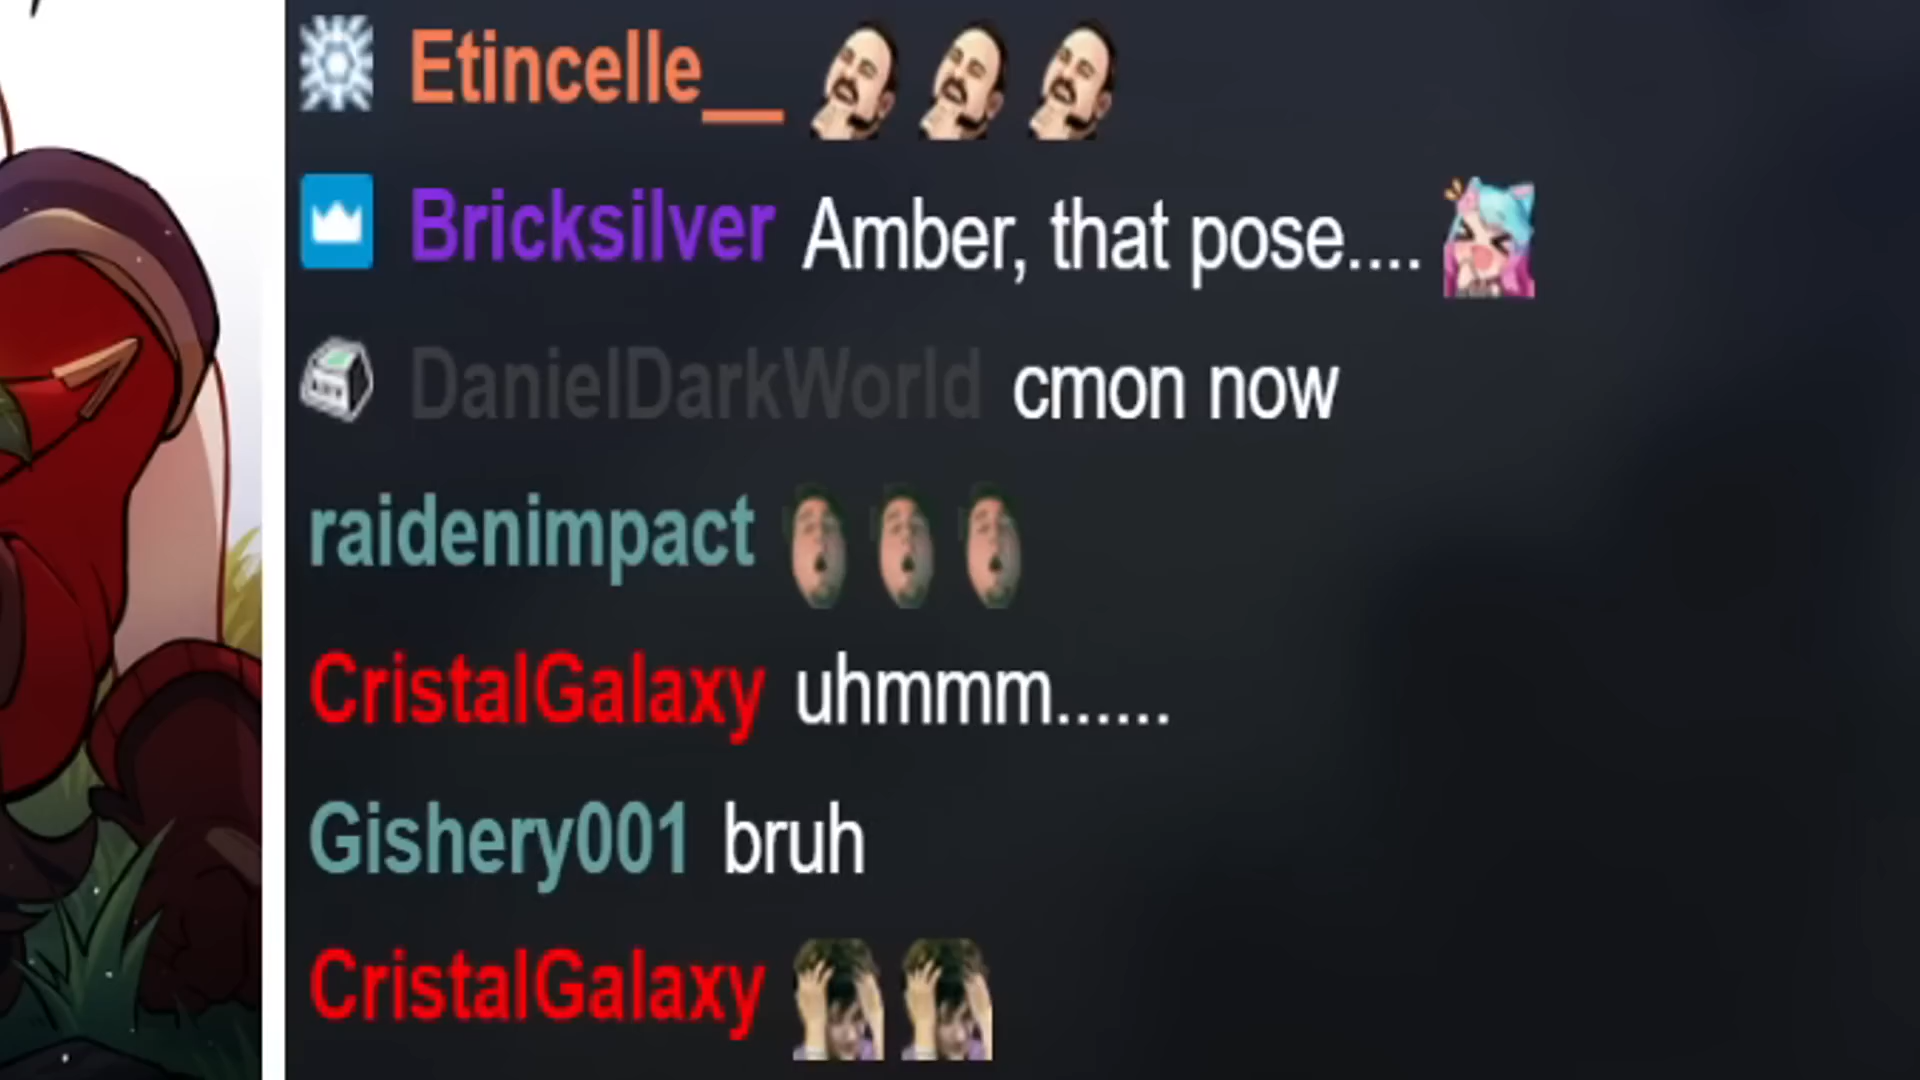 Etincelle__
Bricksilver Amber, that pose....
DanielDarkWorld cmon now
raidenimpact
CristalGalaxy uhmmm......
Gishery001 bruh
CristalGalaxy